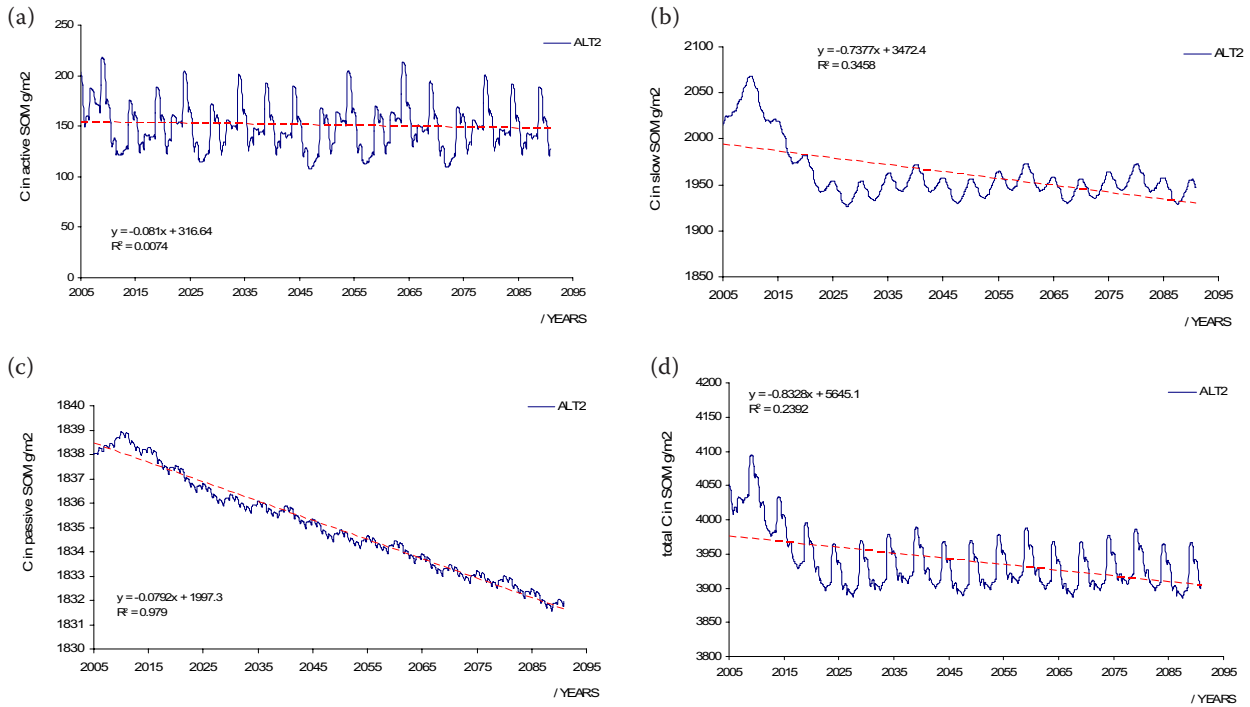 (a)
250
200
150
100
50
0
C in active SOM g/m2
ALT2
y = -0.081x + 316.64
R² = 0.0074
2005 2015 2025 2035 2045 2055 2065 2075 2085 2095
/ YEARS
(b)
2100
2050
2000
1950
1900
1850
C in slow SOM g/m2
y = -0.7377x + 3472.4
R² = 0.3458
ALT2
2005 2015 2025 2035 2045 2055 2065 2075 2085 2095
/ YEARS
(c)
1840
1839
1838
1837
1836
1835
1834
1833
1832
1831
1830
C in passive SOM g/m2
ALT2
y = -0.0792x + 1997.3
R² = 0.979
2005 2015 2025 2035 2045 2055 2065 2075 2085 2095
/ YEARS
(d)
4200
4150
4100
4050
4000
3950
3900
3850
3800
total C in SOM g/m2
y = -0.8328x + 5645.1
R² = 0.2392
ALT2
2005 2015 2025 2035 2045 2055 2065 2075 2085 2095
/ YEARS